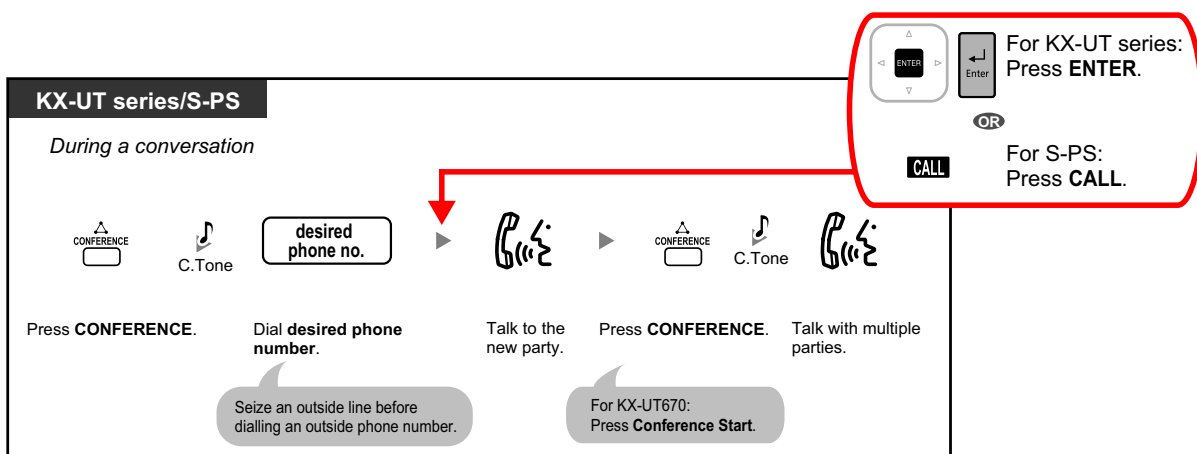 ENTER
Enter
For KX-UT series:
Press ENTER.
OR
CALL
For S-PS:
Press CALL.
KX-UT series/S-PS
During a conversation
CONFERENCE
C.Tone
desired
phone no.
CONFERENCE
C.Tone
Press CONFERENCE.
Dial desired phone
number.
Talk to the
new party.
Press CONFERENCE.
Talk with multiple
parties.
Seize an outside line before
dialling an outside phone number.
For KX-UT670:
Press Conference Start.